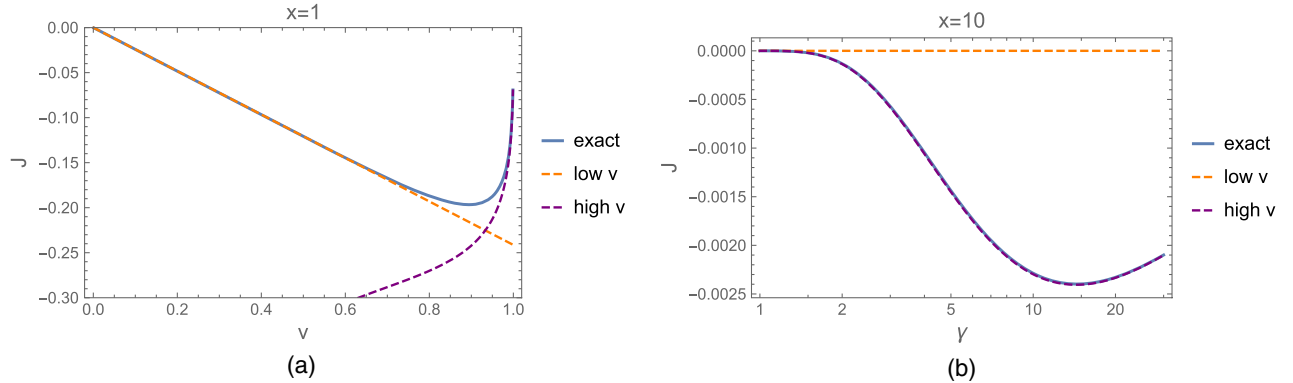 x=1
0.00
−0.05
−0.10
−0.15
−0.20
−0.25
−0.30
J
0.0 0.2 0.4 0.6 0.8 1.0
v
exact
low v
high v
(a)
x=10
0.0000
−0.0005
−0.0010
−0.0015
−0.0020
−0.0025
J
1 2 5 10 20
γ
exact
low v
high v
(b)